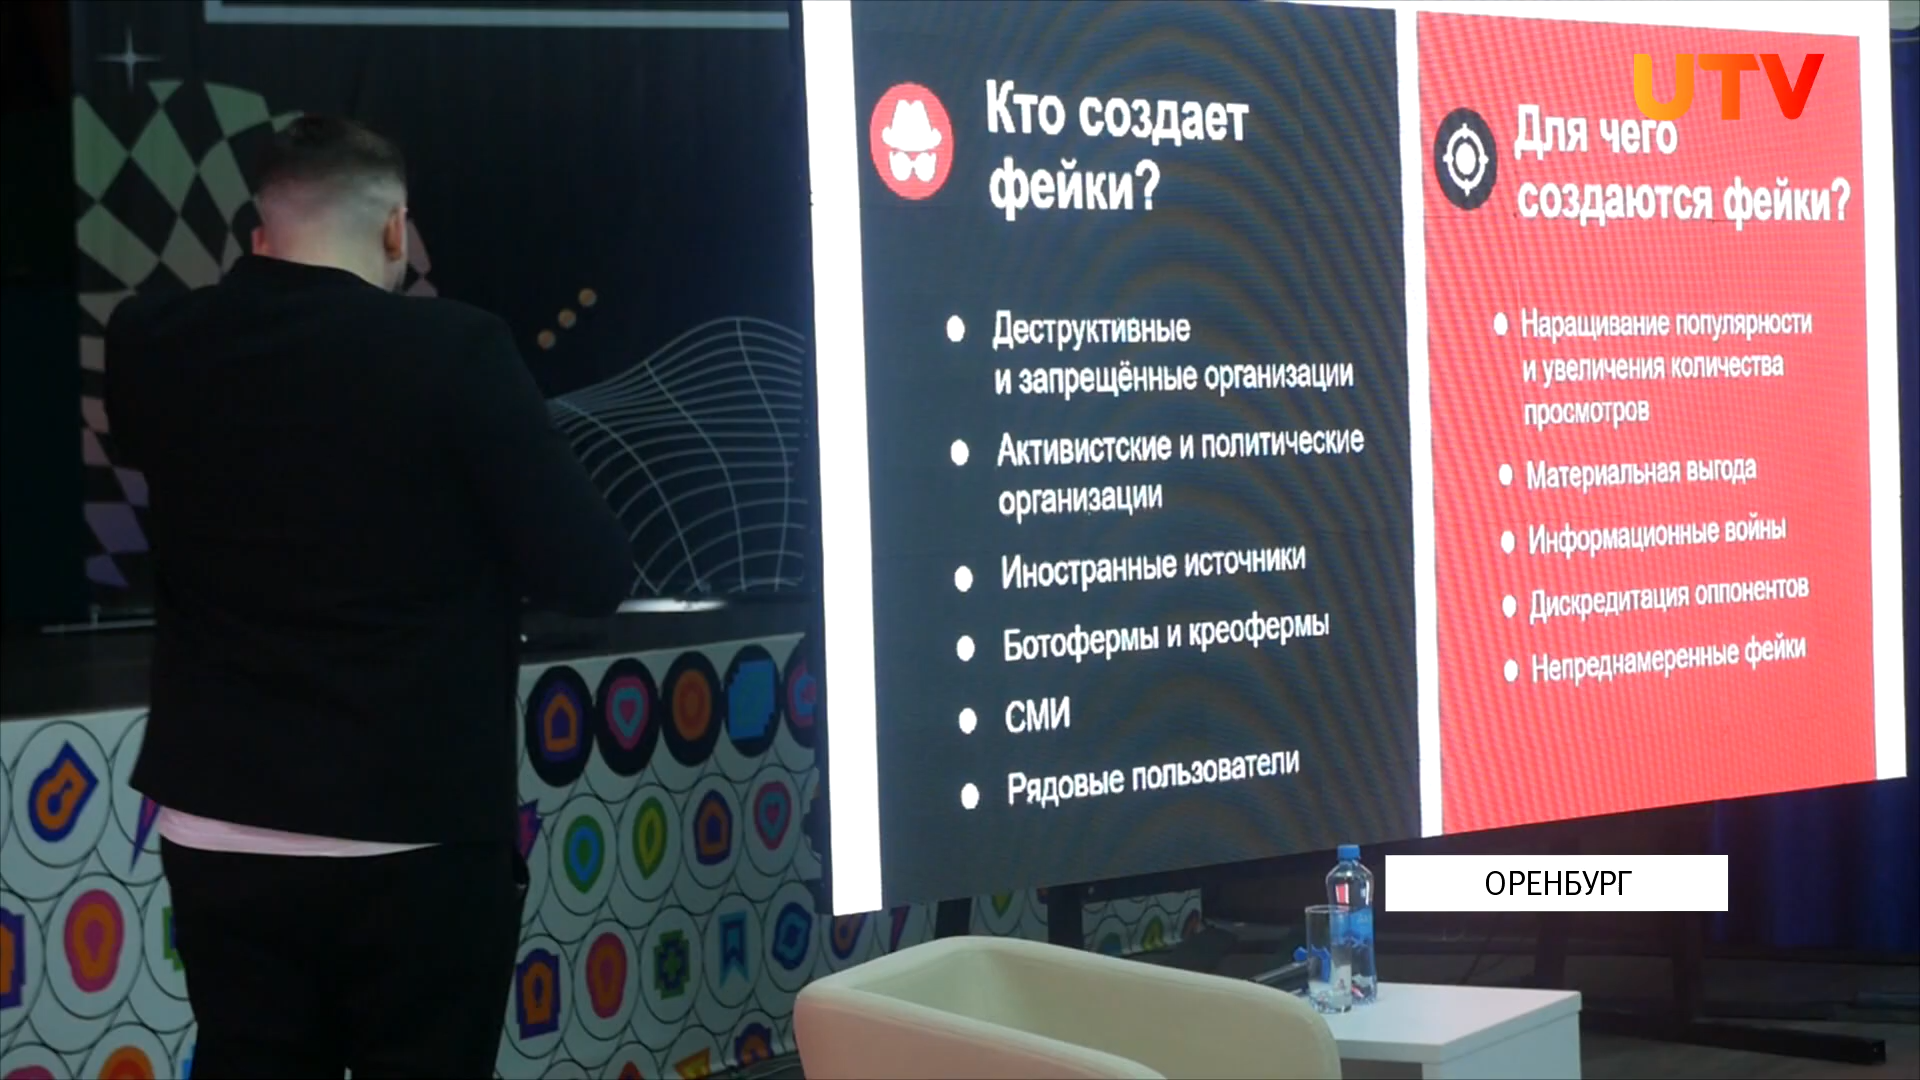 UTV
Кто создает
фейки?
Деструктивные
и запрещённые организации
Активистские и политические
организации
Иностранные источники
Ботофермы и креофермы
СМИ
Рядовые пользователи
Для чего
создаются фейки?
Наращивание популярности
и увеличения количества
просмотров
Материальная выгода
Информационные войны
Дискредитация оппонентов
Непреднамеренные фейки
ОРЕНБУРГ